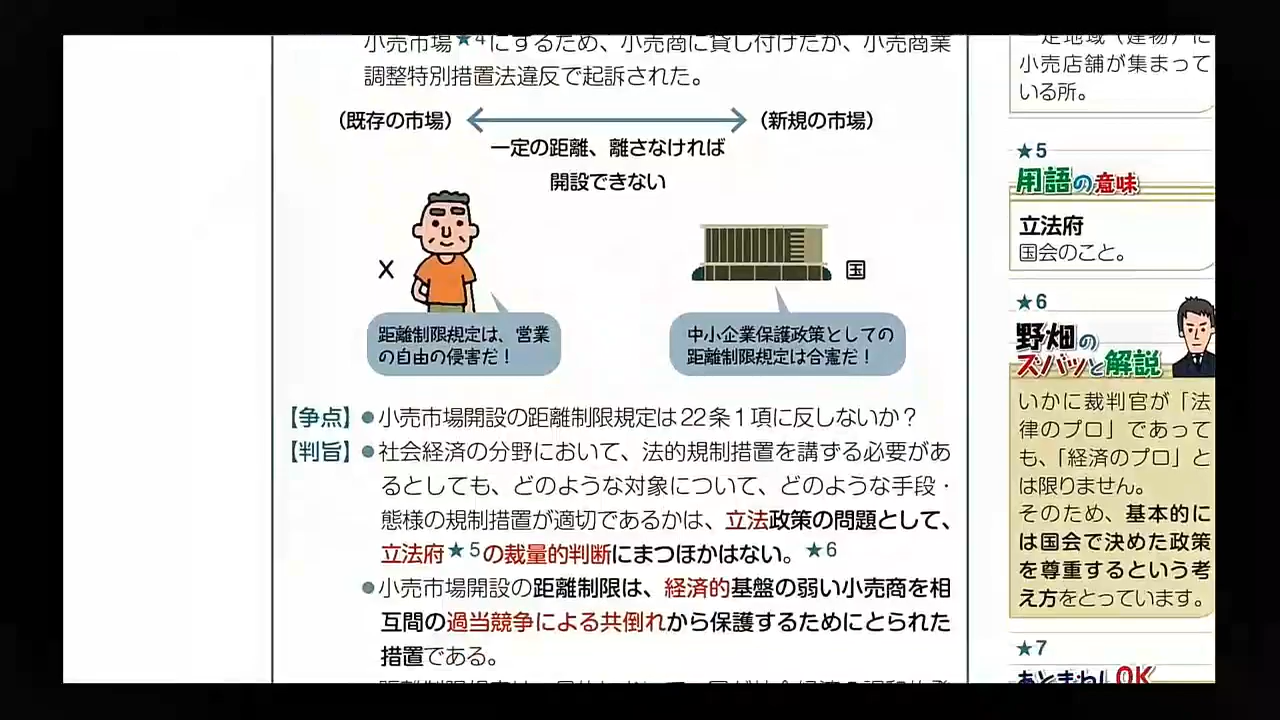 小売市場★4にするため、小売商に貸し付けたが、小売商業
調整特別措置法違反で起訴された。
（既存の市場）
（新規の市場）
一定の距離、離さなければ
開設できない
X
国
距離制限規定は、営業
の自由の侵害だ！
中小企業保護政策としての
距離制限規定は合憲だ！
【争点】●小売市場開設の距離制限規定は22条1項に反しないか？
【判旨】●社会経済の分野において、法的規制措置を講ずる必要があ
るとしても、どのような対象について、どのような手段・
態様の規制措置が適切であるかは、立法政策の問題として、
立法府★5の裁量的判断にまつほかはない。★6
●小売市場開設の距離制限は、経済的基盤の弱い小売商を相
互間の過当競争による共倒れから保護するためにとられた
措置である。
一定地域（建物）に
小売店舗が集まって
いる所。
★5
用語の意味
立法府
国会のこと。
★6
野畑の
ズバッと解説
いかに裁判官が「法
律のプロ」であって
も、「経済のプロ」と
は限りません。
そのため、基本的に
は国会で決めた政策
を尊重するという考
え方をとっています。
★7
あとまわしOK